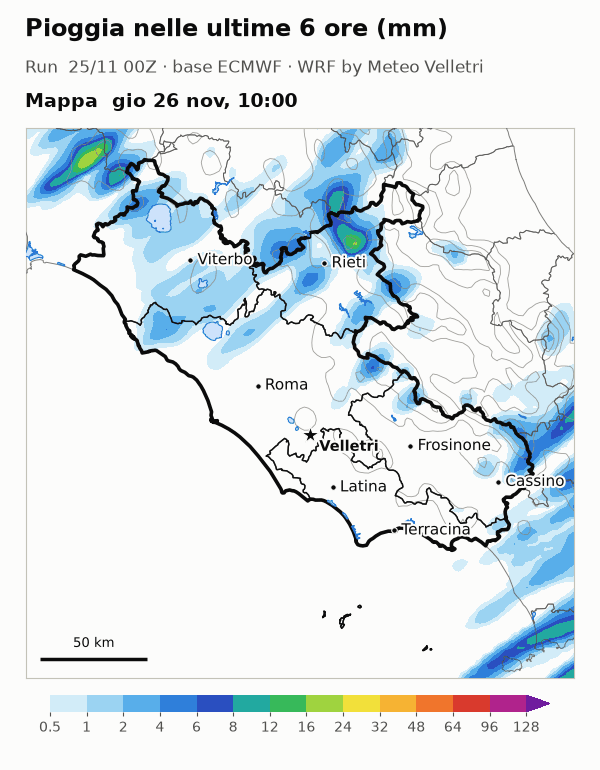 Pioggia nelle ultime 6 ore (mm)
Run  25/11 00Z · base ECMWF · WRF by Meteo Velletri
Mappa  gio 26 nov, 10:00
Viterbo
Rieti
Roma
Velletri
Frosinone
Cassino
Latina
Terracina
50 km
0.5 1 2 4 6 8 12 16 24 32 48 64 96 128